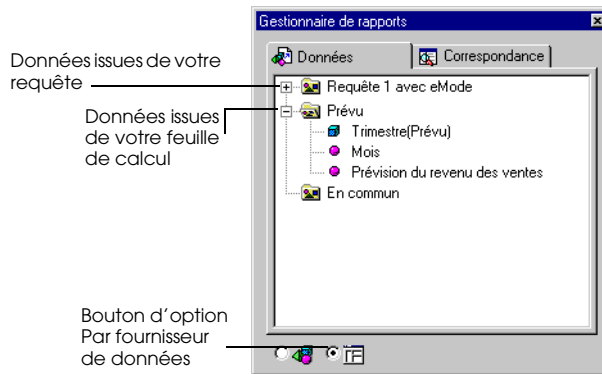 Gestionnaire de rapports
Données
Correspondance
Données issues de votre
requête
Requête 1 avec eMode
Données issues
de votre feuille
de calcul
Prévu
Trimestre(Prévu)
Mois
Prévision du revenu des ventes
En commun
Bouton d'option
Par fournisseur
de données